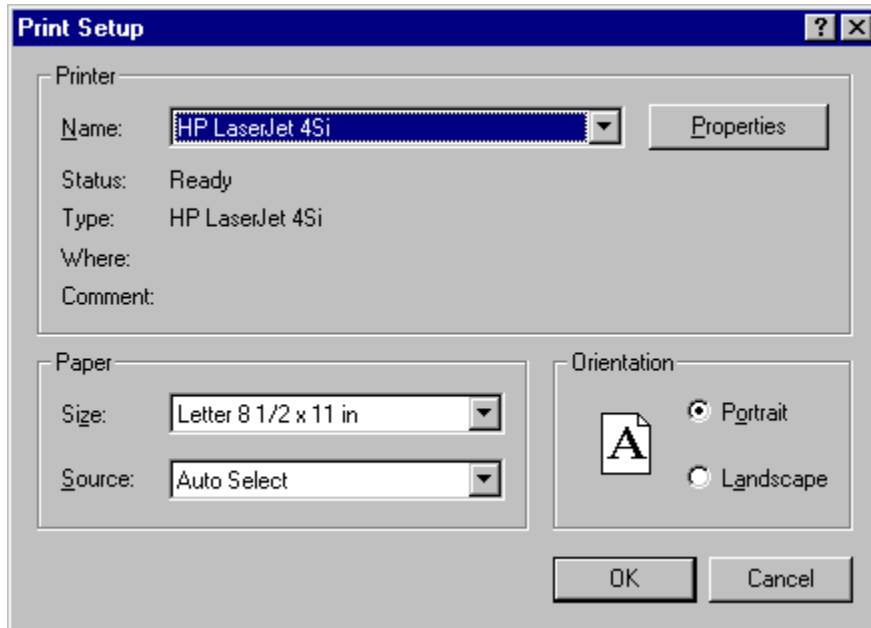 Print Setup
Printer
Name: HP LaserJet 4Si Properties
Status: Ready
Type: HP LaserJet 4Si
Where:
Comment:
Paper
Size: Letter 8 1/2 x 11 in
Source: Auto Select
Orientation
A
Portrait
Landscape
OK Cancel